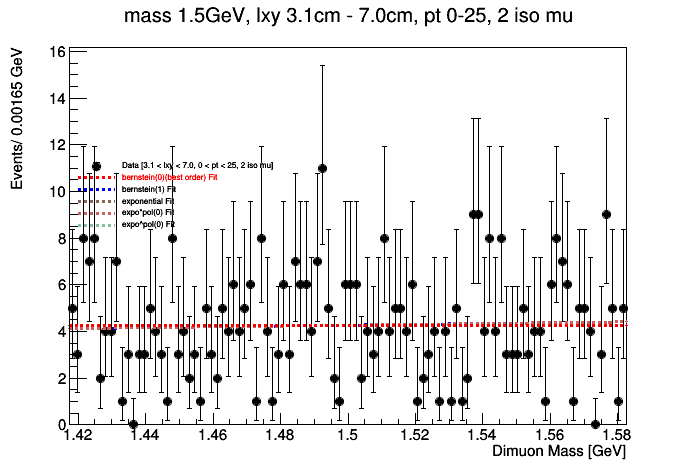 mass 1.5GeV, lxy 3.1cm - 7.0cm, pt 0-25, 2 iso mu
Events/ 0.00165 GeV
16
14
12
10
8
6
4
2
0
Data [3.1 < lxy < 7.0, 0 < pt < 25, 2 iso mu]
bernstein(0)(best order) Fit
bernstein(1) Fit
exponential Fit
expo*pol(0) Fit
expo^pol(0) Fit
1.42 1.44 1.46 1.48 1.5 1.52 1.54 1.56 1.58
Dimuon Mass [GeV]